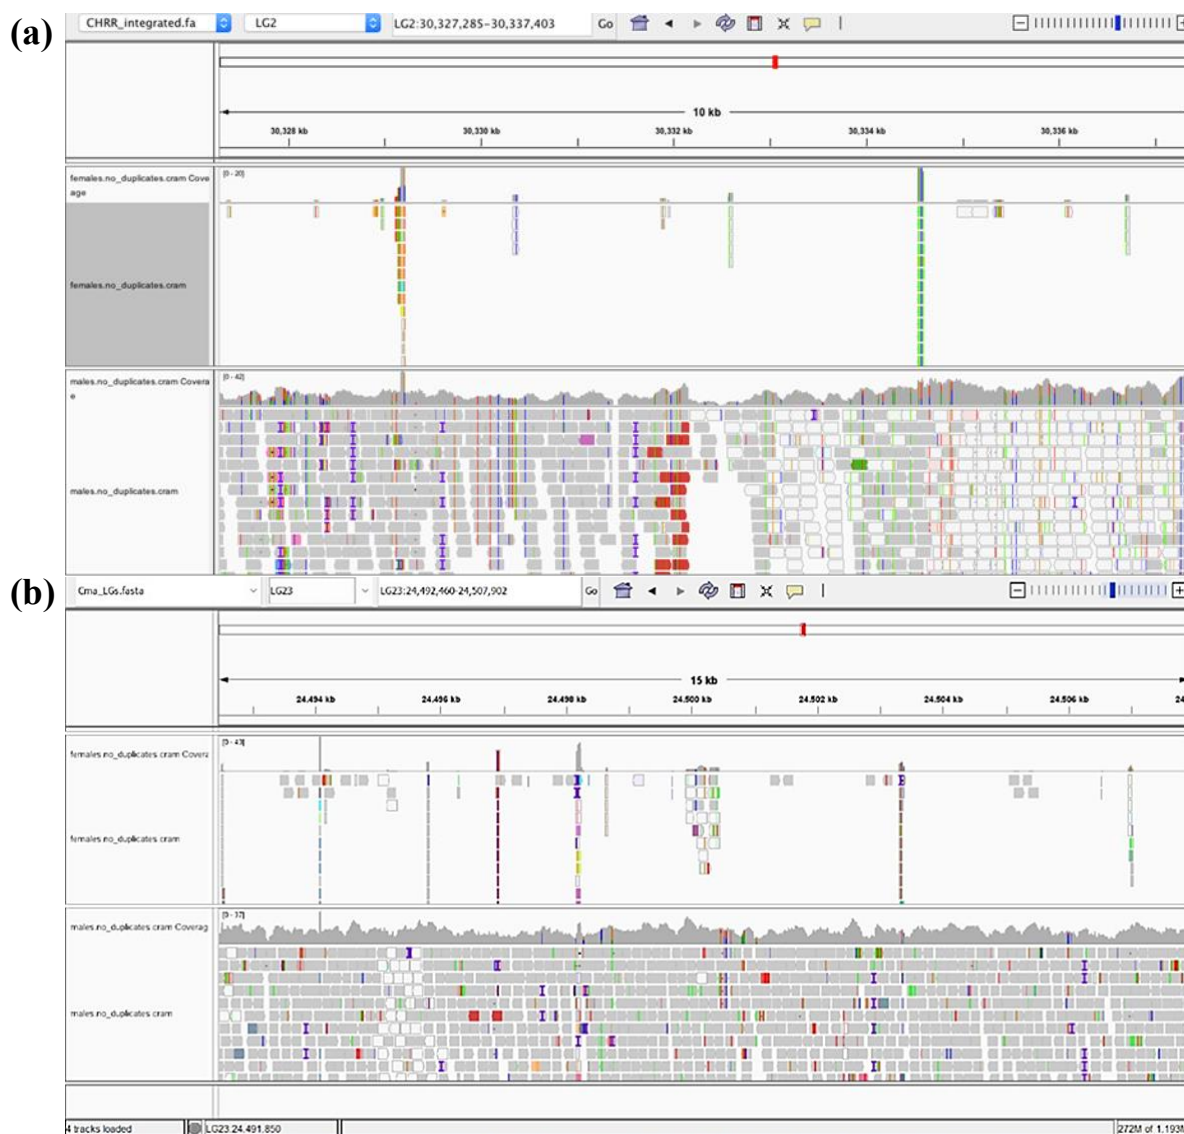 (a)
CHRR_integrated.fa LG2 LG2:30,327,285-30,337,403 Go
10 kb
30,328 kb 30,330 kb 30,332 kb 30,334 kb 30,336 kb
females.no_duplicates.cram Cove
rage
[0 - 20]
females.no_duplicates.cram
males.no_duplicates.cram Covera
e
[0 - 42]
males.no_duplicates.cram
(b)
Cma_LGs.fasta LG23 LG23:24,492,460-24,507,902 Go
15 kb
24,494 kb 24,496 kb 24,498 kb 24,500 kb 24,502 kb 24,504 kb 24,506 kb 24
females.no_duplicates.cram Covera
[0 - 43]
females.no_duplicates.cram
males.no_duplicates.cram Coverag
[0 - 37]
males.no_duplicates.cram
4 tracks loaded LG23:24,491,850 272M of 1,193M